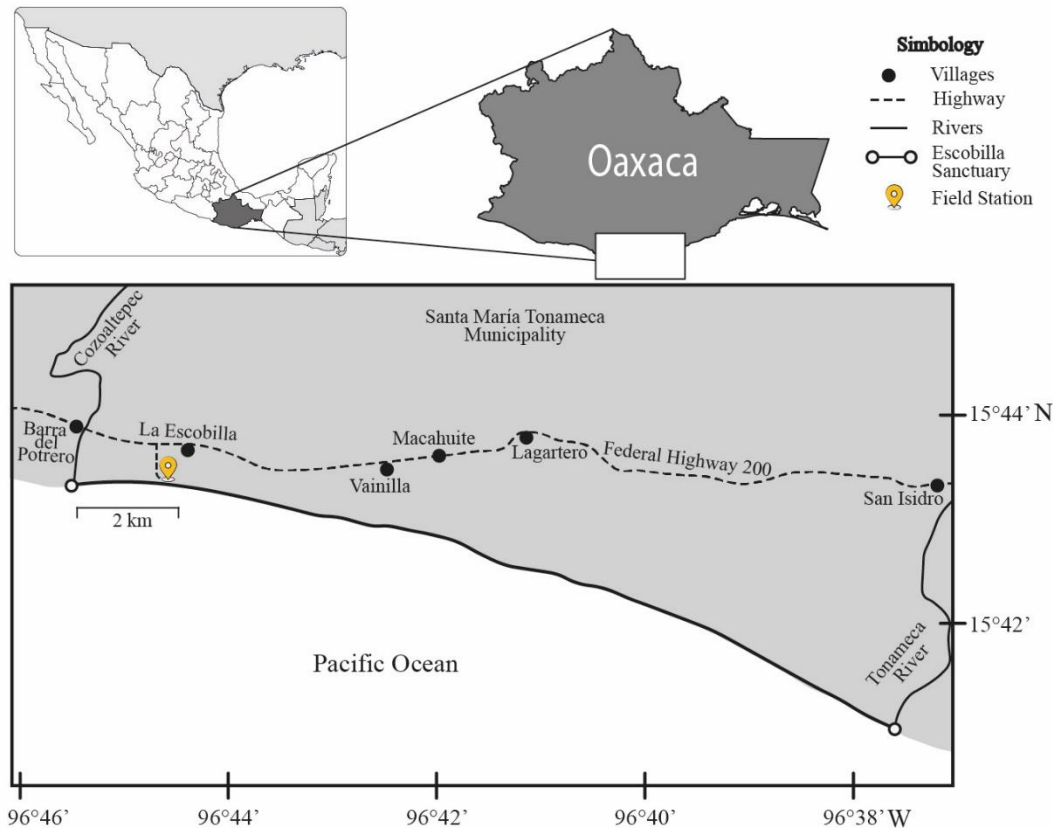 Simbology
Villages
Highway
Rivers
Escobilla
Sanctuary
Field Station
Oaxaca
Cozoaltepec
River
Santa María Tonameca
Municipality
Barra
del
Potrero
La Escobilla
Vainilla
Macahuite
Lagartero
Federal Highway 200
San Isidro
2 km
Tonameca
River
Pacific Ocean
15°44’ N
15°42’
96°46’
96°44’
96°42’
96°40’
96°38’ W